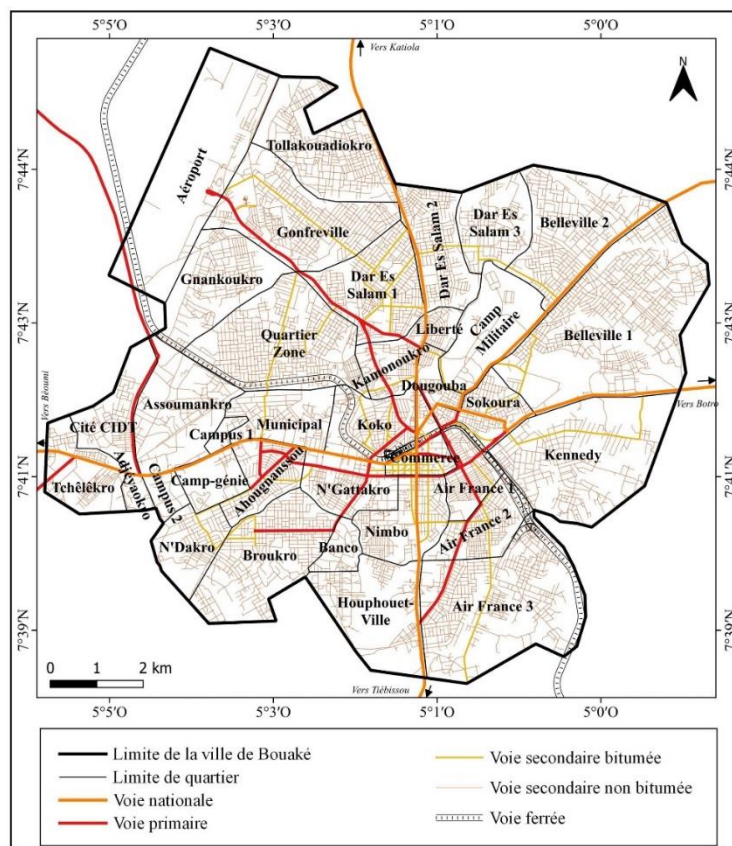 5°5'O 5°3'O 5°1'O 5°0'O
Vers Katiola
N
7°44'N
7°44'N
Tollakouadiokro
Aéroport
Gonfreville
Dar Es
Salam 2
Dar Es
Salam 3
Belleville 2
Gnankoukro
Dar Es
Salam 1
7°43'N
7°43'N
Quartier
Zone
Liberté
Camp
Militaire
Belleville 1
Kamonoukro
Dougouba
Vers Béoumi
Vers Botro
Assoumankro
Sokoura
Cité CIDT
Campus 1
Municipal
Koko
Commerce
Kennedy
7°41'N
7°41'N
Tchêlêkro
Adjéyaokro
Campus 2
Camp-génie
Ahougnanssou
N'Gattakro
Air France 1
N'Dakro
Broukro
Banco
Nimbo
Air France 2
Houphouet-
Ville
Air France 3
7°39'N
7°39'N
0 1 2 km
Vers Tiébissou
5°5'O 5°3'O 5°1'O 5°0'O
Limite de la ville de Bouaké
Limite de quartier
Voie nationale
Voie primaire
Voie secondaire bitumée
Voie secondaire non bitumée
Voie ferrée